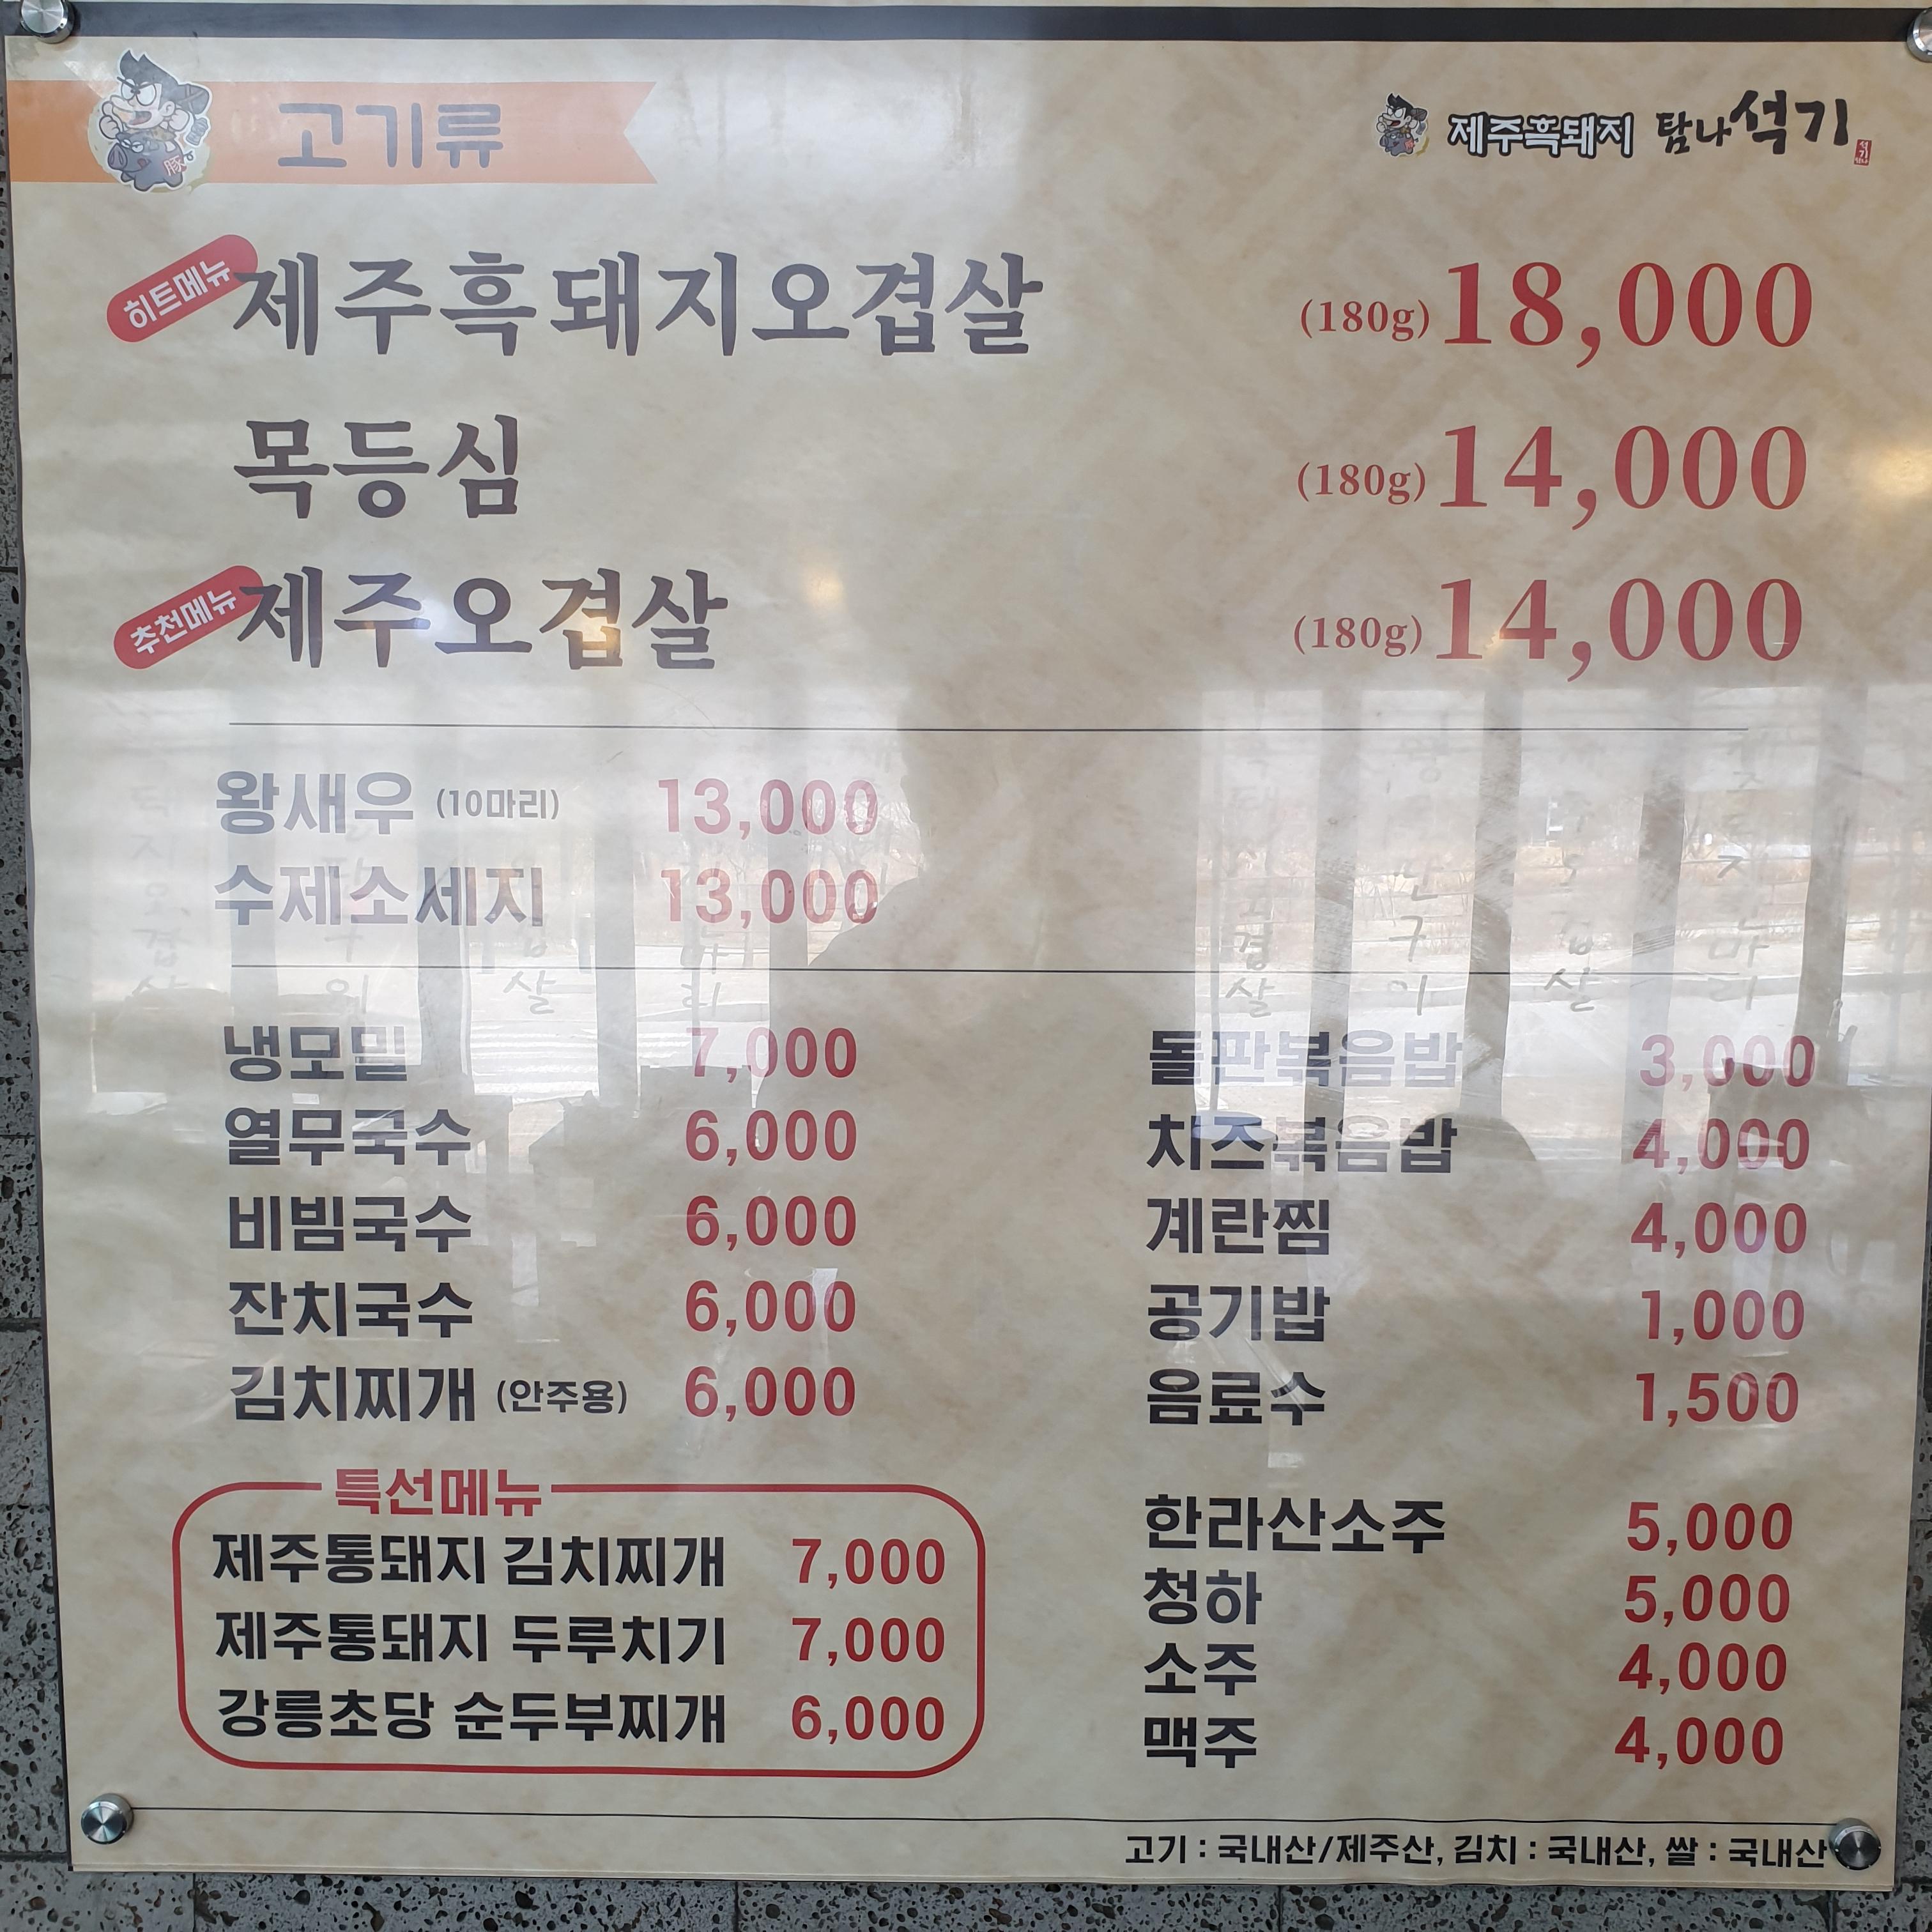 고기류
제주흑돼지 탐나석기
히트메뉴 제주흑돼지오겹살 (180g) 18,000
목등심 (180g) 14,000
추천메뉴 제주오겹살 (180g) 14,000
왕새우 (10마리) 13,000
수제소세지 13,000
냉모밀 7,000
열무국수 6,000
비빔국수 6,000
잔치국수 6,000
김치찌개 (안주용) 6,000
돌판볶음밥 3,000
치즈볶음밥 4,000
계란찜 4,000
공기밥 1,000
음료수 1,500
특선메뉴
제주통돼지 김치찌개 7,000
제주통돼지 두루치기 7,000
강릉초당 순두부찌개 6,000
한라산소주 5,000
청하 5,000
소주 4,000
맥주 4,000
고기 : 국내산/제주산, 김치 : 국내산, 쌀 : 국내산